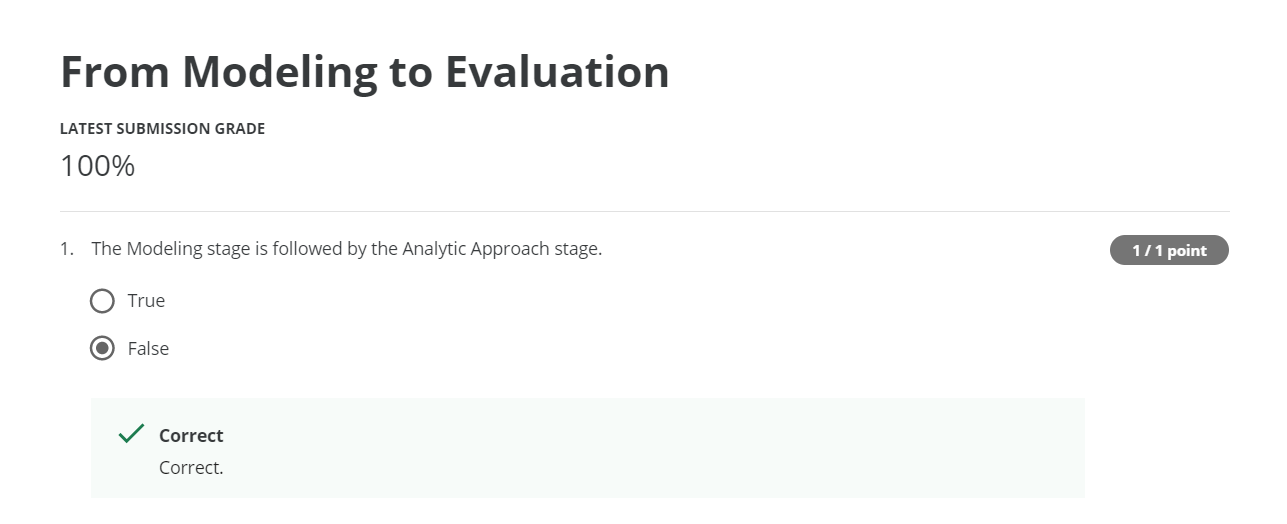 From Modeling to Evaluation
LATEST SUBMISSION GRADE
100%
1. The Modeling stage is followed by the Analytic Approach stage.
1 / 1 point
True
False
Correct
Correct.